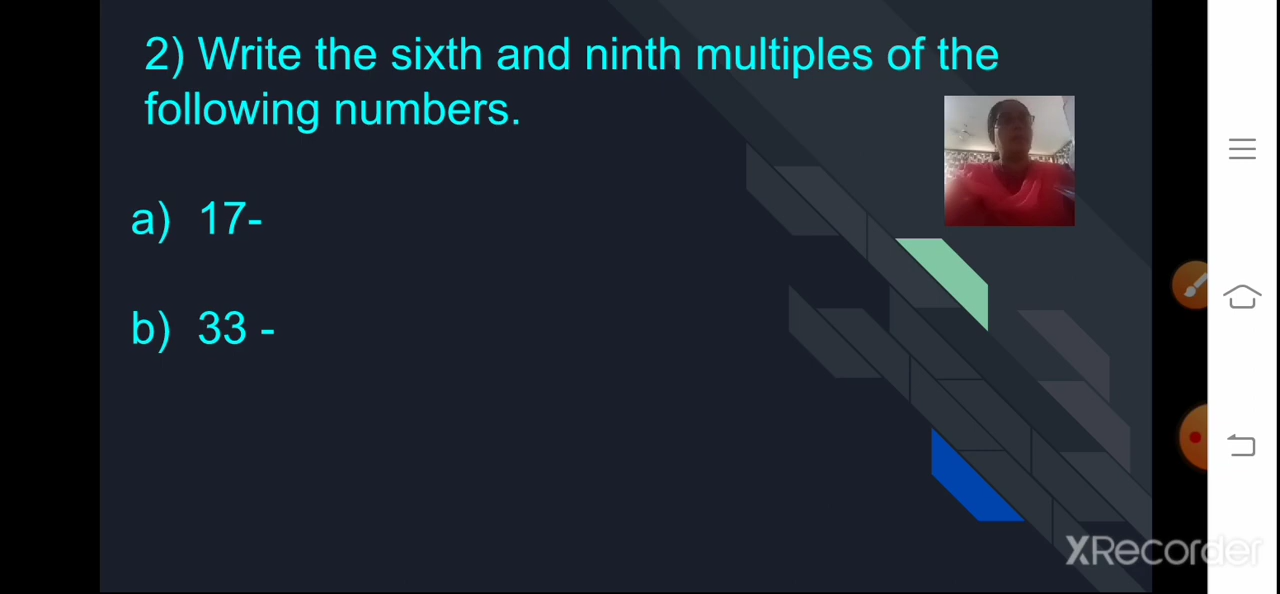 2) Write the sixth and ninth multiples of the
following numbers.
a) 17-
b) 33 -
XRecorder